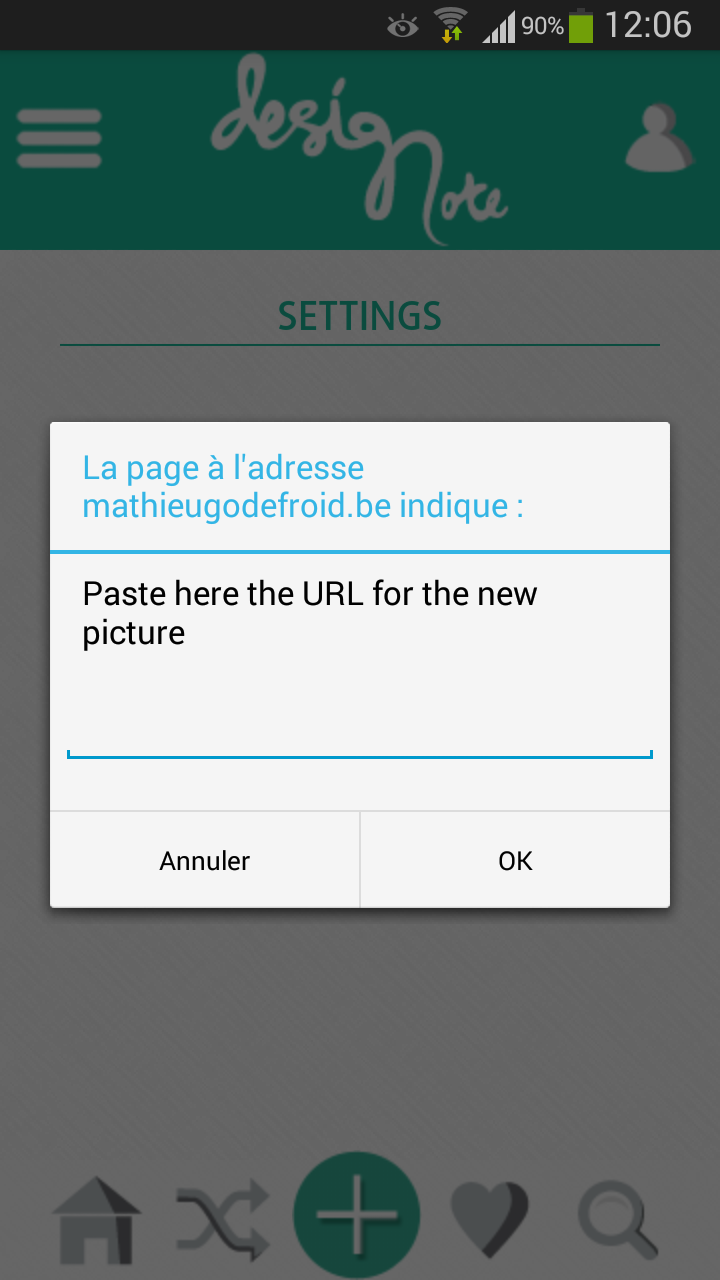 90% 12:06
desig
Note
SETTINGS
La page à l'adresse
mathieugodefroid.be indique :
Paste here the URL for the new
picture
Annuler OK